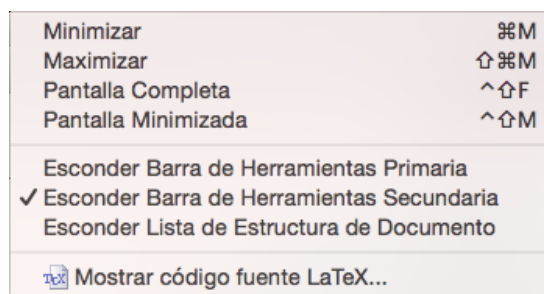 Minimizar ⌘M
Maximizar ⇧⌘M
Pantalla Completa ^⇧F
Pantalla Minimizada ^⇧M
Esconder Barra de Herramientas Primaria
✓ Esconder Barra de Herramientas Secundaria
Esconder Lista de Estructura de Documento
TEX Mostrar código fuente LaTeX...